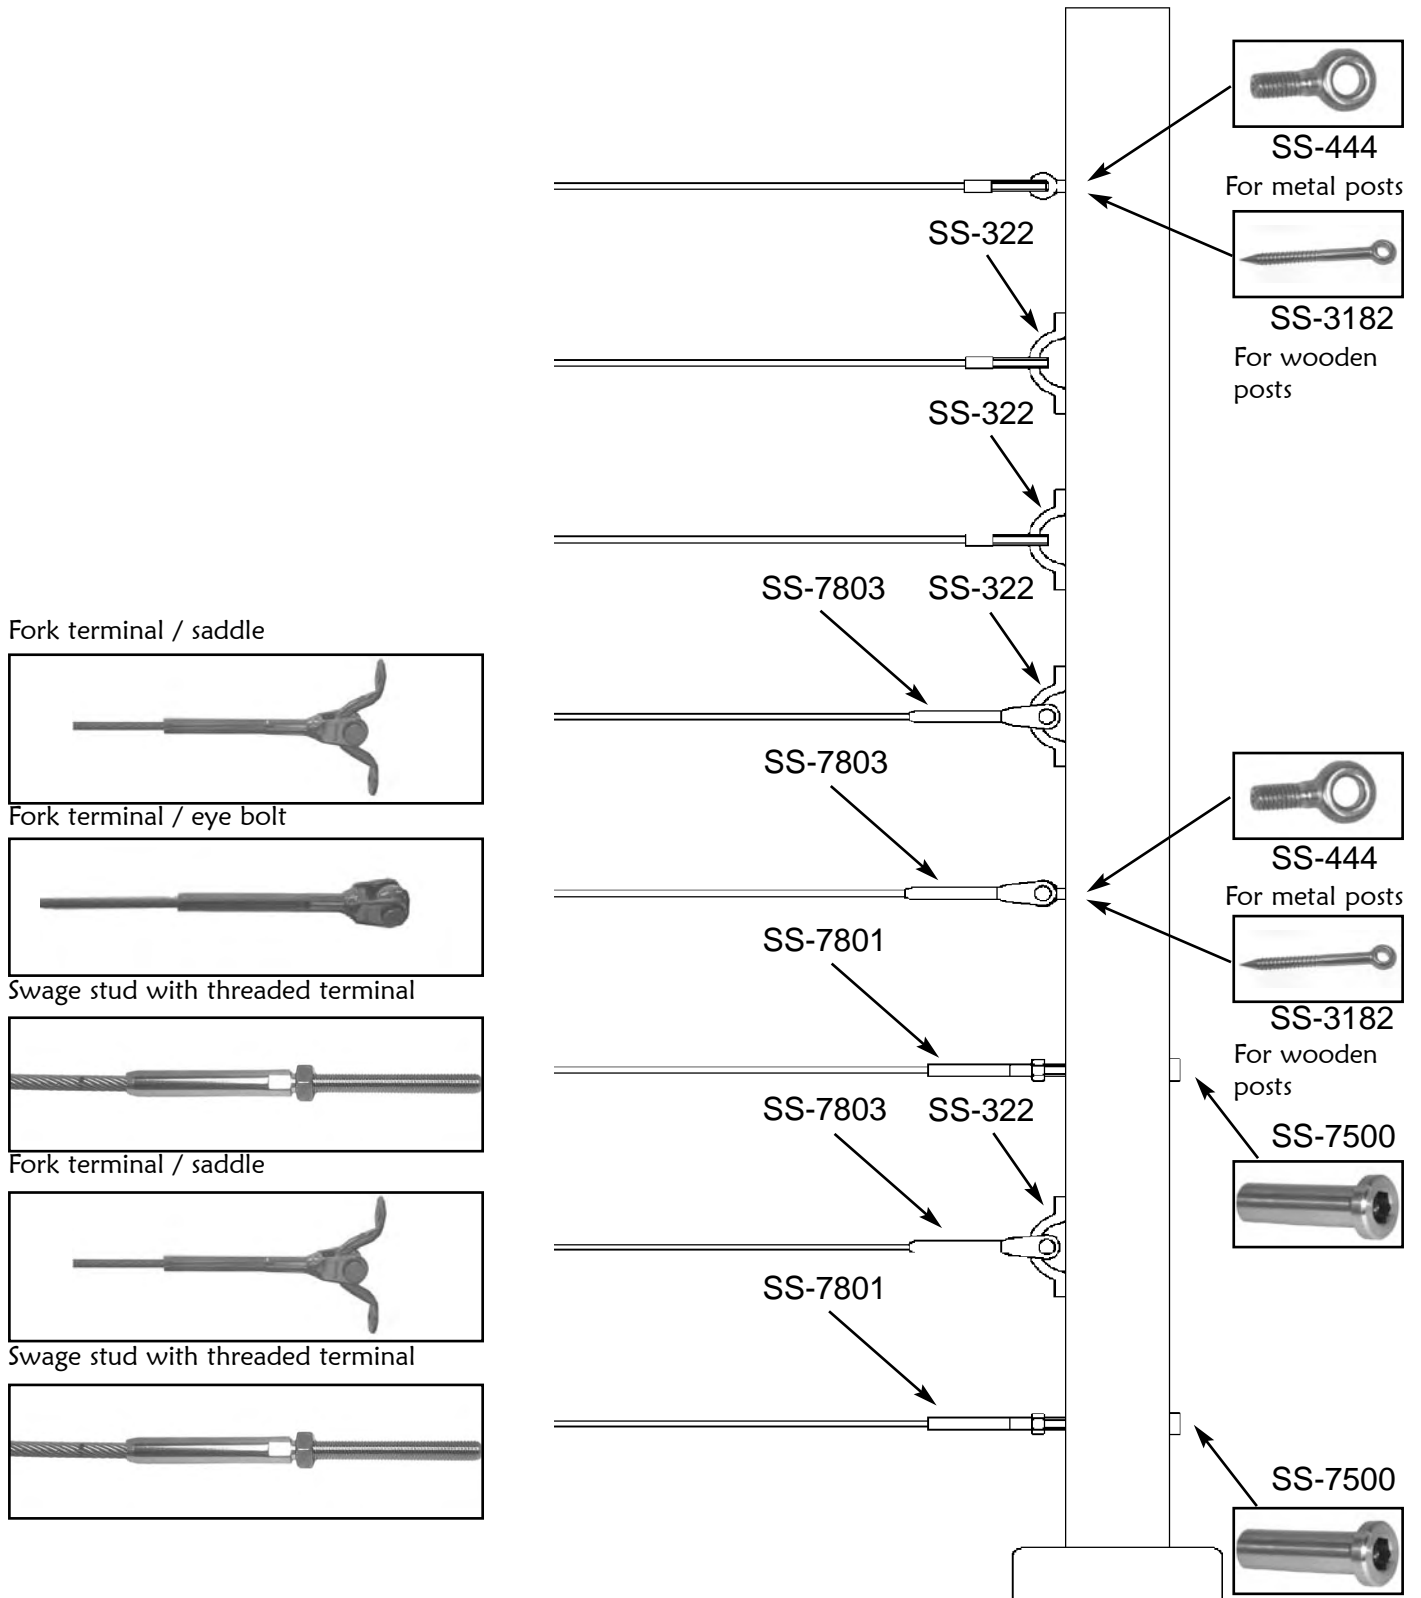 SS-444
For metal posts
SS-322
SS-3182
For wooden
posts
SS-322
SS-7803
SS-322
Fork terminal / saddle
SS-7803
Fork terminal / eye bolt
SS-444
For metal posts
SS-7801
Swage stud with threaded terminal
SS-3182
For wooden
posts
SS-7803
SS-322
SS-7500
Fork terminal / saddle
SS-7801
Swage stud with threaded terminal
SS-7500